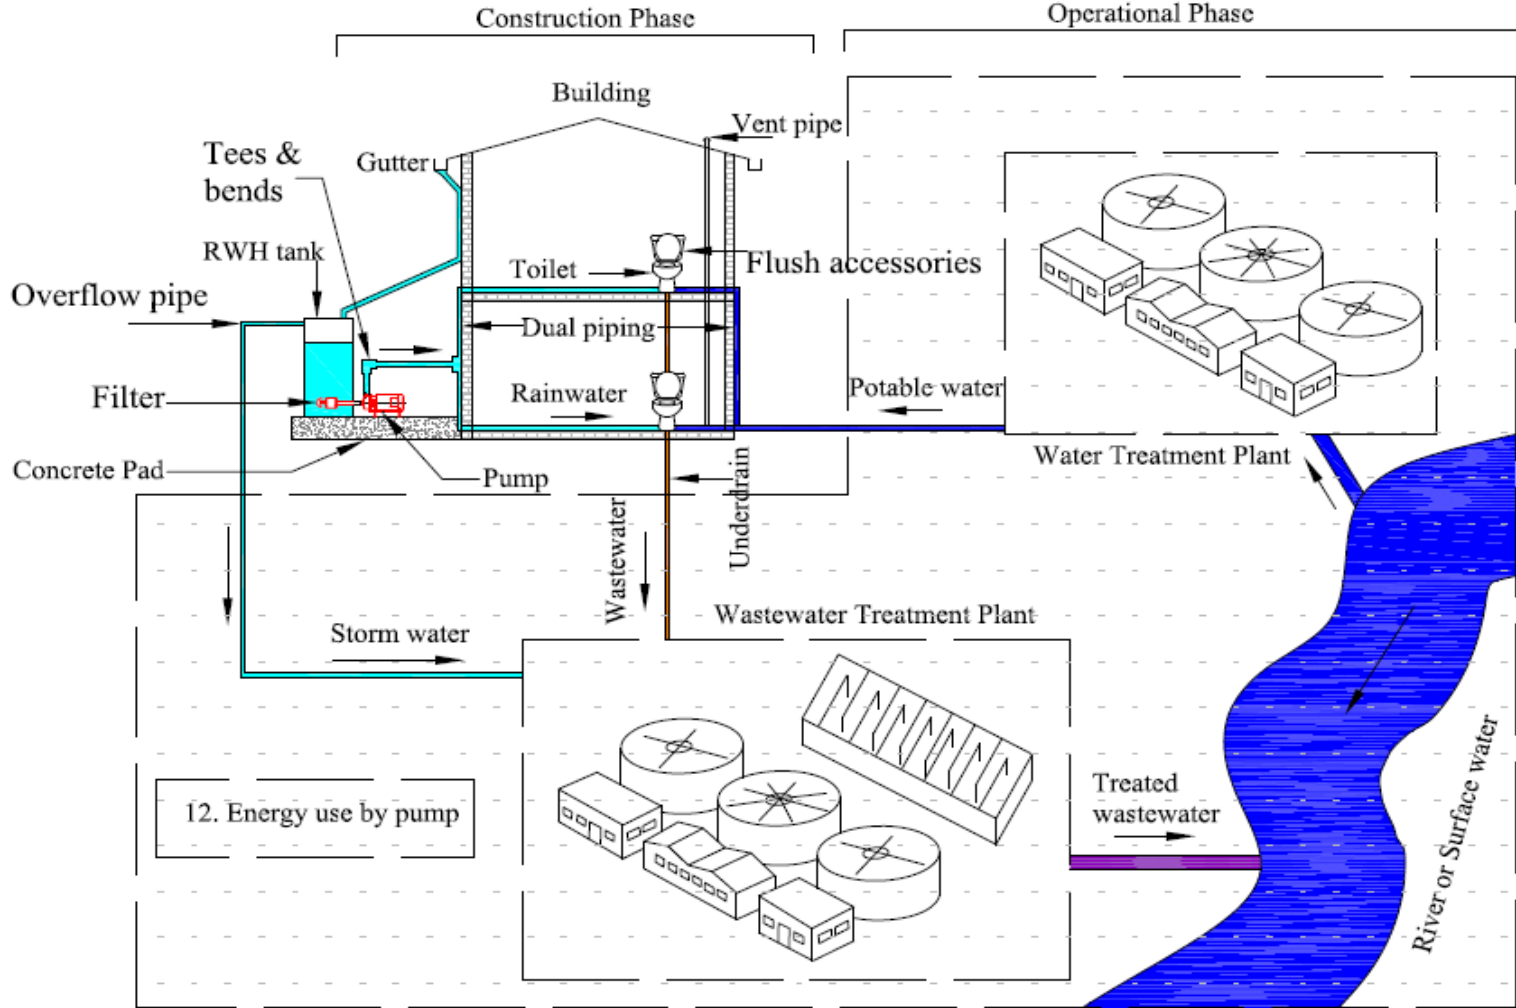 Construction Phase
Operational Phase
Building
Vent pipe
Tees &
bends
Gutter
RWH tank
Toilet
Flush accessories
Overflow pipe
Dual piping
Filter
Rainwater
Potable water
Concrete Pad
Pump
Underdrain
Water Treatment Plant
Wastewater
Wastewater Treatment Plant
Storm water
12. Energy use by pump
Treated
wastewater
River or Surface water